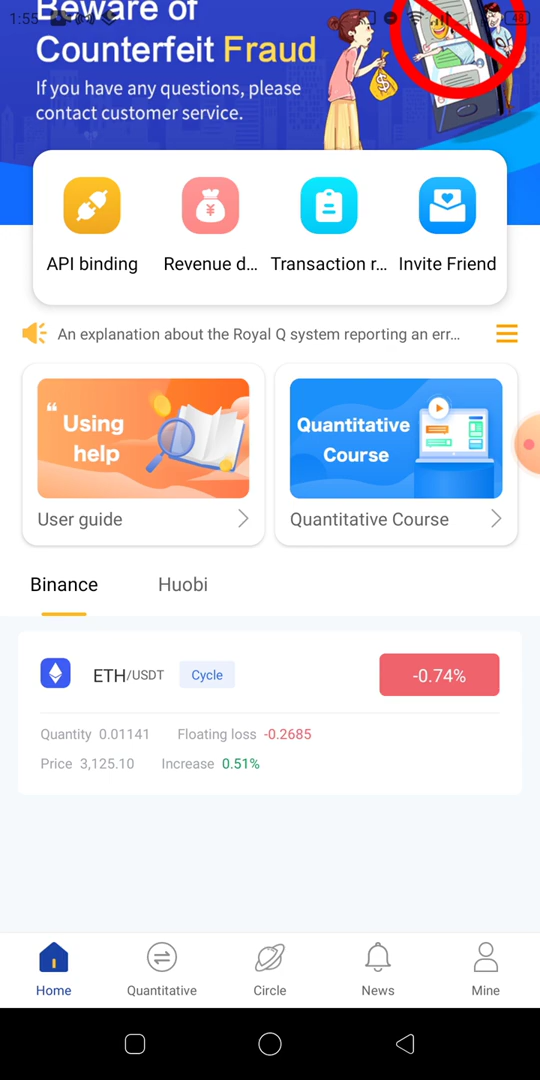 1:55
48
Beware of
Counterfeit Fraud
If you have any questions, please
contact customer service.
API binding
Revenue d...
Transaction r...
Invite Friend
An explanation about the Royal Q system reporting an err...
Using
help
Quantitative
Course
User guide
Quantitative Course
Binance
Huobi
ETH/USDT
Cycle
-0.74%
Quantity 0.01141
Floating loss -0.2685
Price 3,125.10
Increase 0.51%
Home
Quantitative
Circle
News
Mine